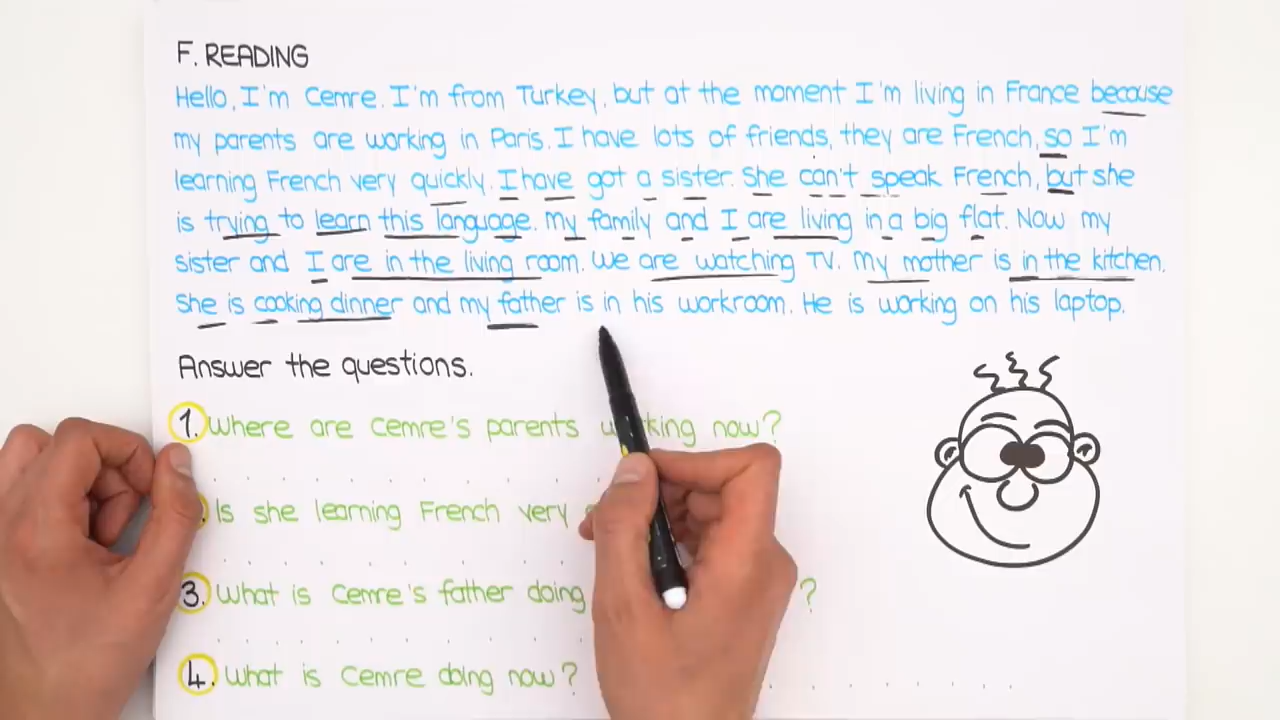 F. READING
Hello, I'm Cemre. I'm from Turkey, but at the moment I'm living in France because
my parents are working in Paris. I have lots of friends, they are French, so I'm
learning French very quickly. I have got a sister. She can't speak French, but she
is trying to learn this language. My family and I are living in a big flat. Now my
sister and I are in the living room. We are watching TV. My mother is in the kitchen.
She is cooking dinner and my father is in his workroom. He is working on his laptop.
Answer the questions.
1. Where are Cemre's parents working now?
. Is she learning French very
3. What is Cemre's father doing ?
4. What is Cemre doing now?